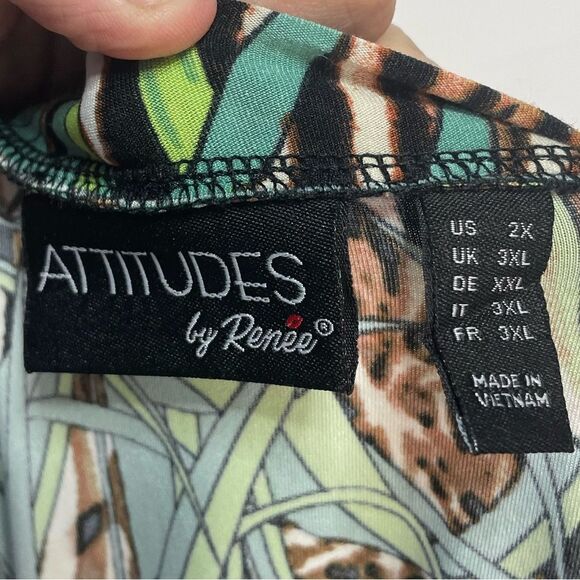 ATTITUDES
by Renée®
US 2X
UK 3XL
DE XXL
IT 3XL
FR 3XL
MADE IN
VIETNAM